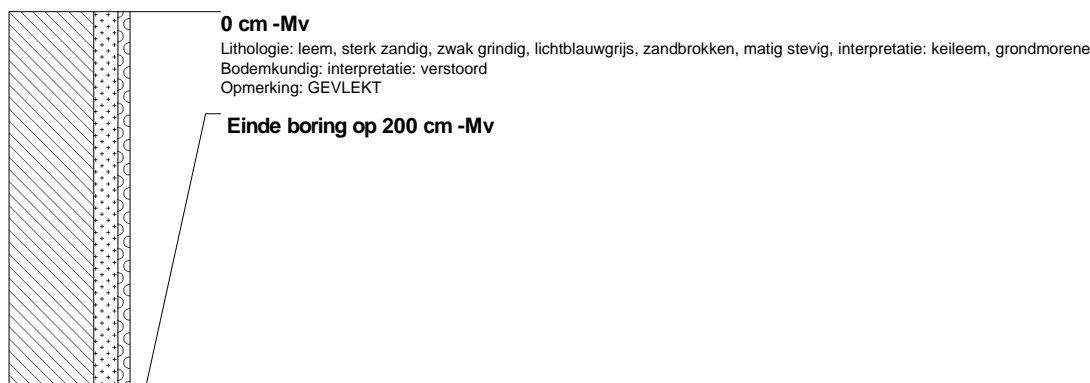 0 cm -Mv
Lithologie: leem, sterk zandig, zwak grindig, lichtblauwgrijs, zandbrokken, matig stevig, interpretatie: keileem, grondmorene
Bodemkundig: interpretatie: verstoord
Opmerking: GEVLEKT
Einde boring op 200 cm -Mv